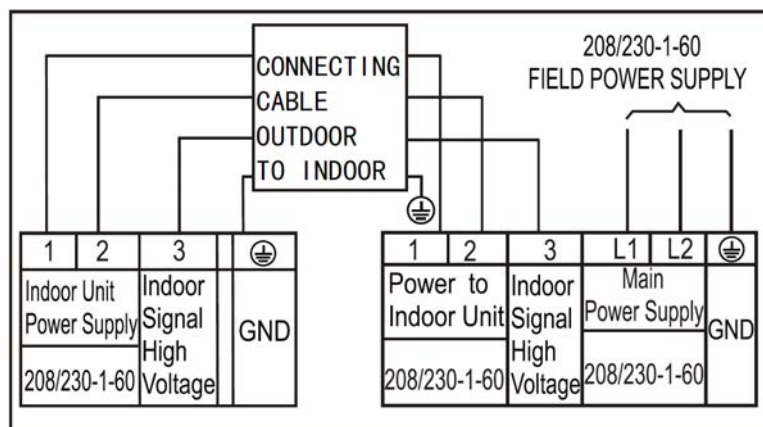 CONNECTING
CABLE
OUTDOOR
TO INDOOR
208/230-1-60
FIELD POWER SUPPLY
1 2 3
Indoor Unit
Power Supply
208/230-1-60
Indoor
Signal
High
Voltage
GND
1 2 3 L1 L2
Power to
Indoor Unit
208/230-1-60
Indoor
Signal
High
Voltage
Main
Power Supply
208/230-1-60
GND